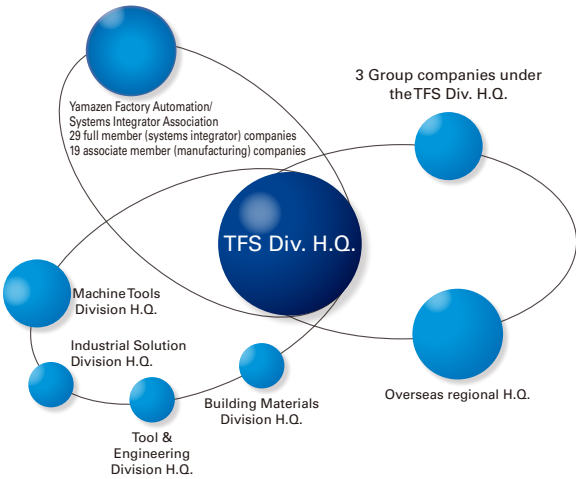 3 Group companies under
the TFS Div. H.Q.
Yamazen Factory Automation/
Systems Integrator Association
29 full member (systems integrator) companies
19 associate member (manufacturing) companies
TFS Div. H.Q.
Machine Tools
Division H.Q.
Industrial Solution
Division H.Q.
Building Materials
Division H.Q.
Tool &
Engineering
Division H.Q.
Overseas regional H.Q.